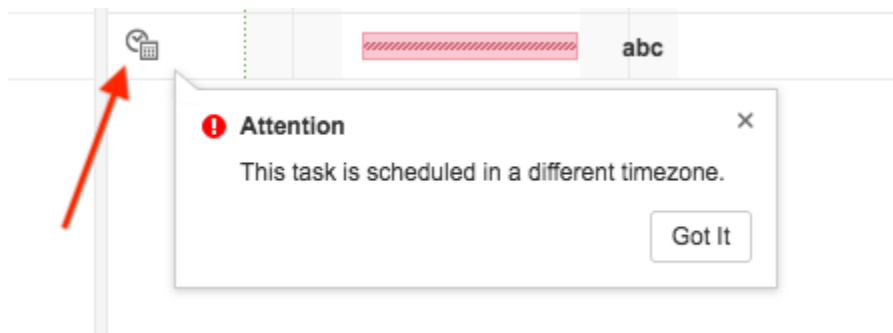 abc
Attention
This task is scheduled in a different timezone.
Got It